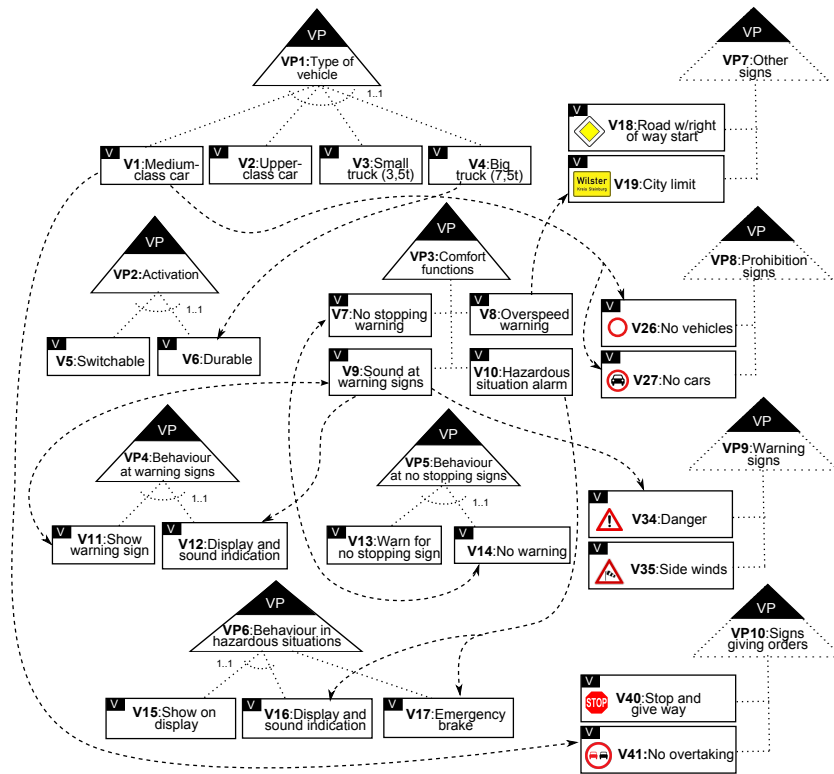 VP
VP1:Type of
vehicle
1..1
VP
VP7:Other
signs
V
V18:Road w/right
of way start
V
Wilster
Kreis Steinburg
V19:City limit
V
V1:Medium-
class car
V
V2:Upper-
class car
V
V3:Small
truck (3,5t)
V
V4:Big
truck (7,5t)
VP
VP2:Activation
1..1
V
V5:Switchable
V
V6:Durable
VP
VP3:Comfort
functions
V
V7:No stopping
warning
V
V8:Overspeed
warning
V
V9:Sound at
warning signs
V
V10:Hazardous
situation alarm
VP
VP8:Prohibition
signs
V
V26:No vehicles
V
V27:No cars
VP
VP4:Behaviour
at warning signs
1..1
V
V11:Show
warning sign
V
V12:Display and
sound indication
VP
VP5:Behaviour
at no stopping signs
1..1
V
V13:Warn for
no stopping sign
V
V14:No warning
VP
VP9:Warning
signs
V
V34:Danger
V
V35:Side winds
VP
VP6:Behaviour in
hazardous situations
1..1
V
V15:Show on
display
V
V16:Display and
sound indication
V
V17:Emergency
brake
VP
VP10:Signs
giving orders
V
STOP
V40:Stop and
give way
V
V41:No overtaking